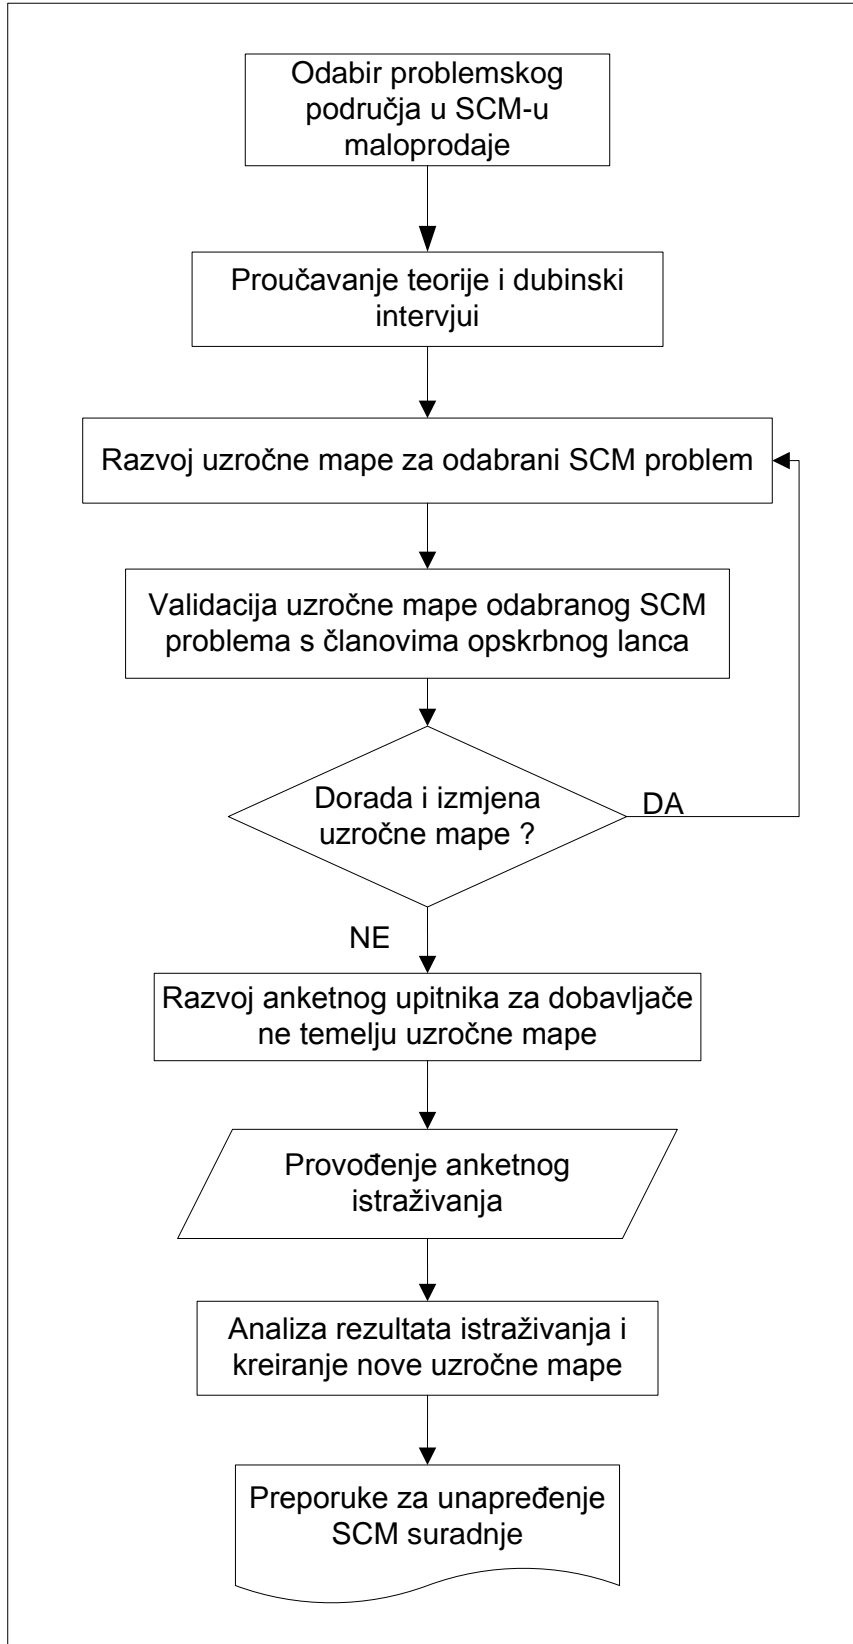 Odabir problemskog
područja u SCM-u
maloprodaje
Proučavanje teorije i dubinski
intervjui
Razvoj uzročne mape za odabrani SCM problem
Validacija uzročne mape odabranog SCM
problema s članovima opskrbnog lanca
Dorada i izmjena
uzročne mape ?
DA
NE
Razvoj anketnog upitnika za dobavljače
ne temelju uzročne mape
Provođenje anketnog
istraživanja
Analiza rezultata istraživanja i
kreiranje nove uzročne mape
Preporuke za unapređenje
SCM suradnje